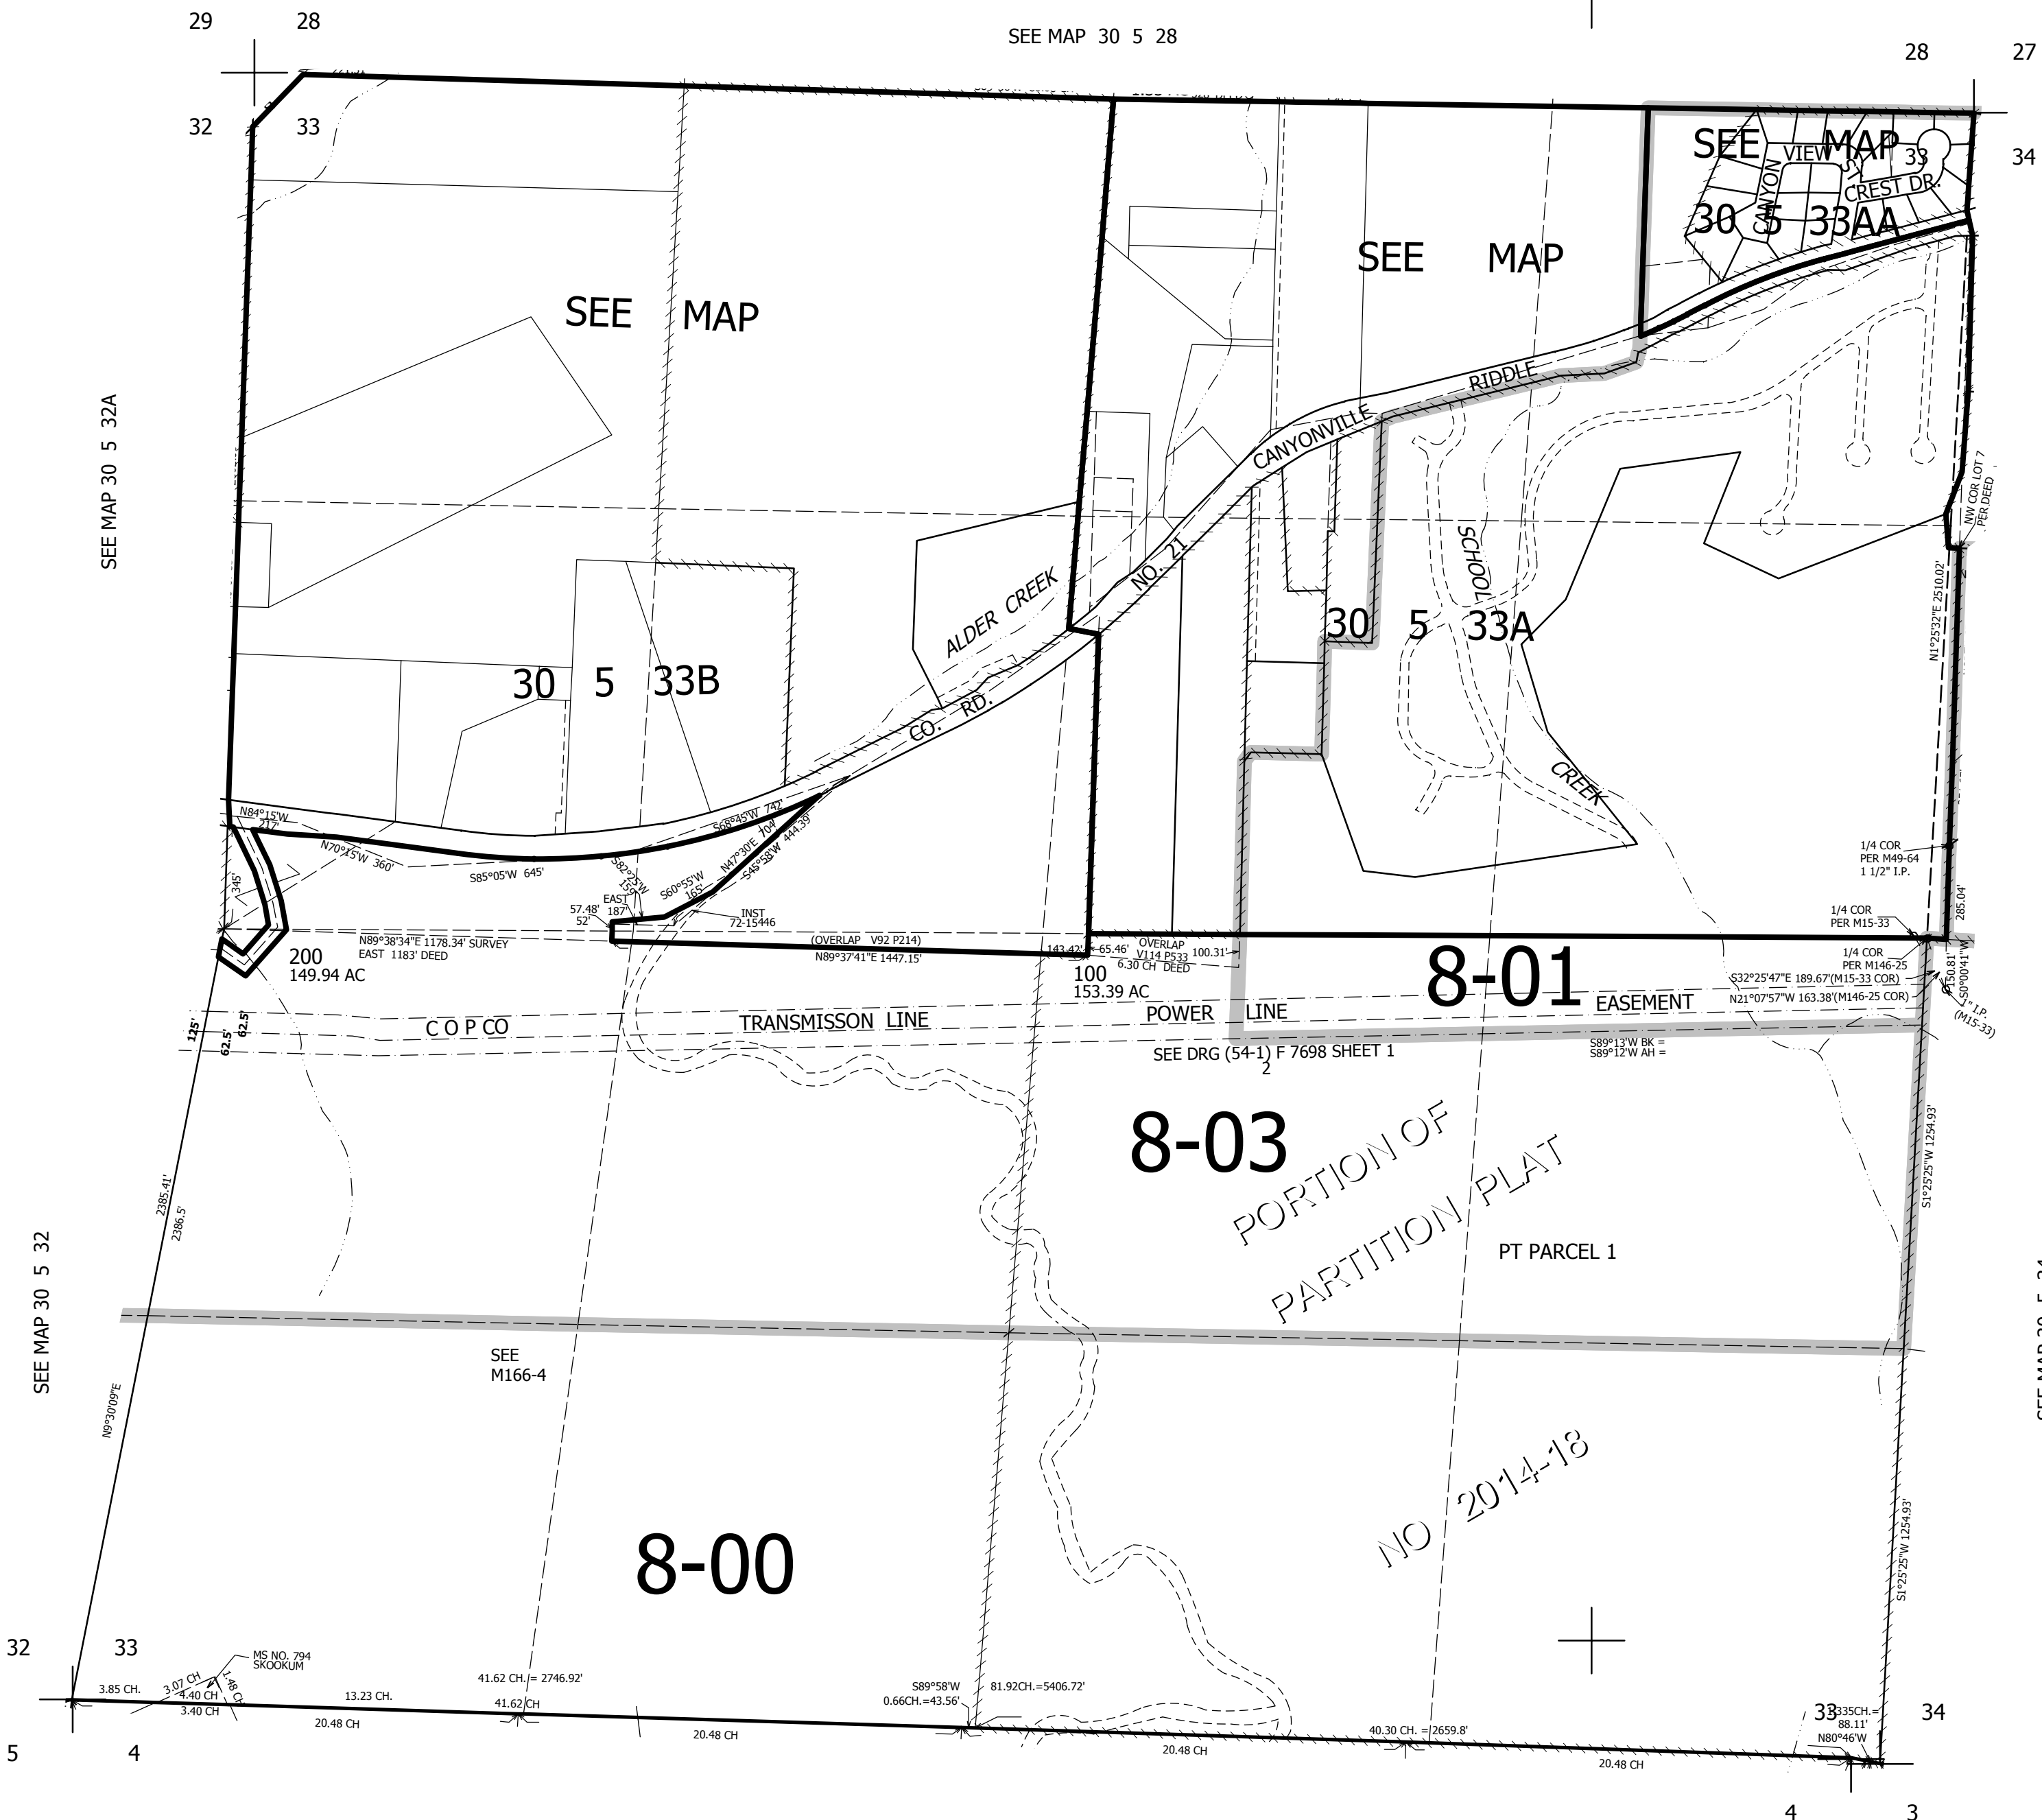 29 28
SEE MAP 30 5 28
28 27
32 33
33 34
SEE MAP
30 5 33AA
CANYON
VIEW
ST.
CREST DR.
SEE MAP
SEE MAP
SEE MAP 30 5 32A
RIDDLE
CANYONVILLE
NO. 21
CO. RD.
ALDER CREEK
SCHOOL
CREEK
30 5 33A
30 5 33B
NW COR LOT 7
PER DEED
N1°25'32"E 2510.02'
N84°15'W
217'
N70°15'W 360'
S85°05'W 645'
345'
S68°45'W 742'
N47°30'E 704'
S45°58'W 444.39'
S82°25'W
159'
S60°55'W
165'
EAST
187'
57.48'
52'
INST
72-15446
1/4 COR
PER M49-64
1 1/2" I.P.
1/4 COR
PER M15-33
285.04'
1/4 COR
PER M146-25
S32°25'47"E 189.67'(M15-33 COR)
N21°07'57"W 163.38'(M146-25 COR)
150.81'
S0°00'41"W
1" I.P.
(M15-33)
N89°38'34"E 1178.34' SURVEY
EAST 1183' DEED
(OVERLAP V92 P214)
N89°37'41"E 1447.15'
143.42'
65.46'
OVERLAP
V114 P533
6.30 CH DEED
100.31'
200
149.94 AC
100
153.39 AC
8-01
125'
62.5'
62.5'
C O P CO TRANSMISSON LINE POWER LINE EASEMENT
SEE DRG (54-1) F 7698 SHEET 1
2
S89°13'W BK =
S89°12'W AH =
8-03
PORTION OF
PARTITION PLAT
PT PARCEL 1
NO 2014-18
S1°25'25"W 1254.93'
2385.41'
2386.5'
SEE MAP 30 5 32
SEE
M166-4
N9°30'09"E
8-00
S1°25'25"W 1254.93'
32 33
MS NO. 794
SKOOKUM
3.85 CH.
3.07 CH
4.40 CH
1.48 CH
3.40 CH
13.23 CH.
41.62 CH. = 2746.92'
41.62 CH
20.48 CH
20.48 CH
S89°58'W
0.66CH.=43.56'
81.92CH.=5406.72'
20.48 CH
40.30 CH. =2659.8'
20.48 CH
88.11'
N80°46'W
33 34
5 4
4 3